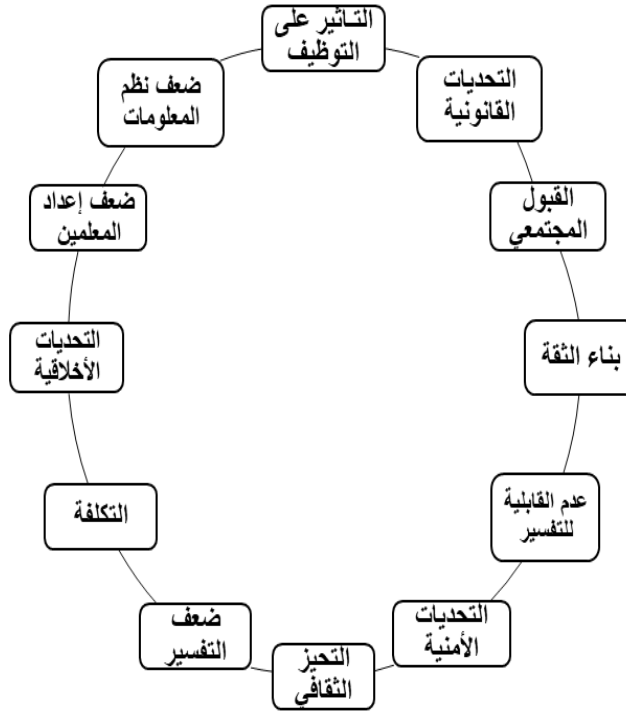 التأثير على
التوظيف
التحديات
القانونية
القبول
المجتمعي
بناء الثقة
عدم القابلية
للتفسير
التحديات
الأمنية
التحيز
الثقافي
ضعف
التفسير
التكلفة
التحديات
الأخلاقية
ضعف إعداد
المعلمين
ضعف نظم
المعلومات